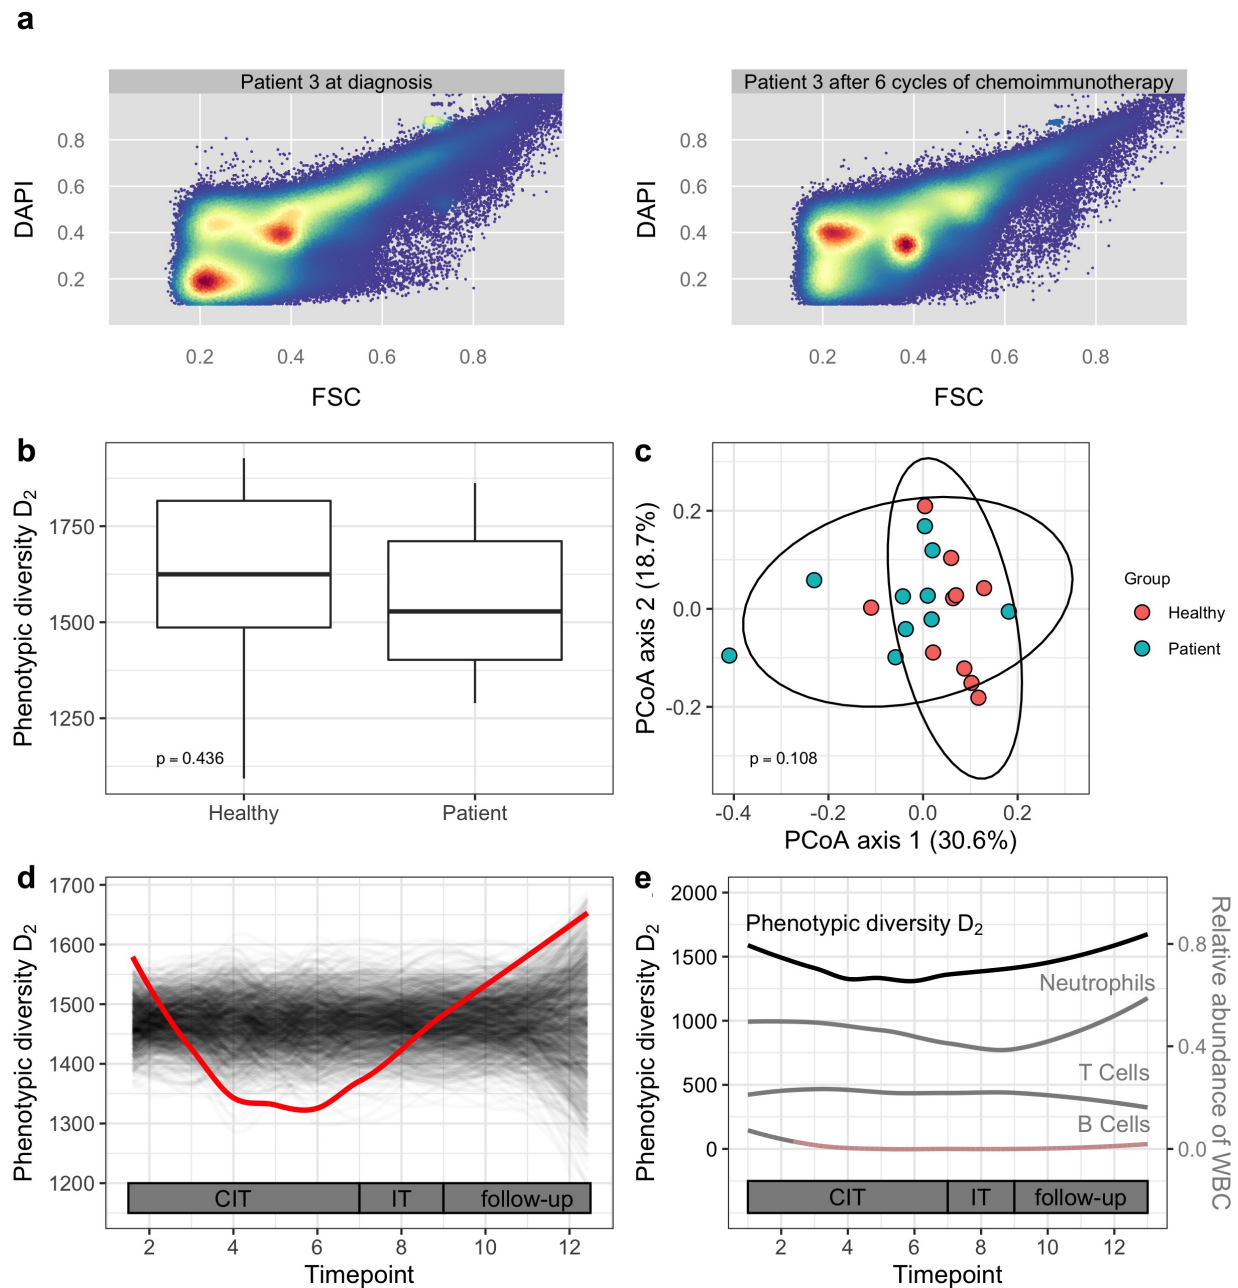 a
Patient 3 at diagnosis
Patient 3 after 6 cycles of chemoimmunotherapy
DAPI
0.8
0.6
0.4
0.2
0.2 0.4 0.6 0.8
FSC
DAPI
0.8
0.6
0.4
0.2
0.2 0.4 0.6 0.8
FSC
b
Phenotypic diversity D2
1750
1500
1250
p = 0.436
Healthy Patient
c
PCoA axis 2 (18.7%)
0.2
0.0
-0.2
p = 0.108
-0.4 -0.2 0.0 0.2
PCoA axis 1 (30.6%)
Group
Healthy
Patient
d
Phenotypic diversity D2
1700
1600
1500
1400
1300
1200
CIT IT follow-up
2 4 6 8 10 12
Timepoint
e
Phenotypic diversity D2
2000
1500
1000
500
0
Phenotypic diversity D2
Neutrophils
T Cells
B Cells
0.8
0.4
0.0
Relative abundance of WBC
CIT IT follow-up
2 4 6 8 10 12
Timepoint